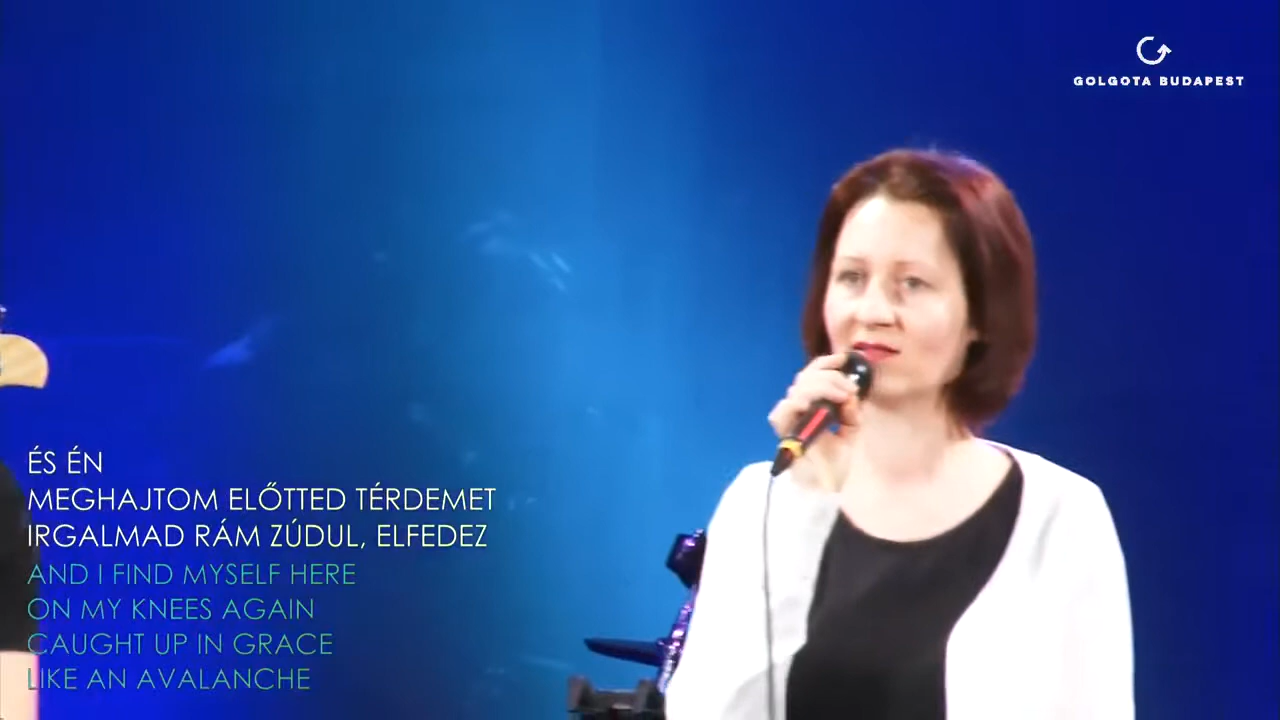 GOLGOTA BUDAPEST
ÉS ÉN
MEGHAJTOM ELŐTTED TÉRDEMET
IRGALMAD RÁM ZÚDUL, ELFEDEZ
AND I FIND MYSELF HERE
ON MY KNEES AGAIN
CAUGHT UP IN GRACE
LIKE AN AVALANCHE